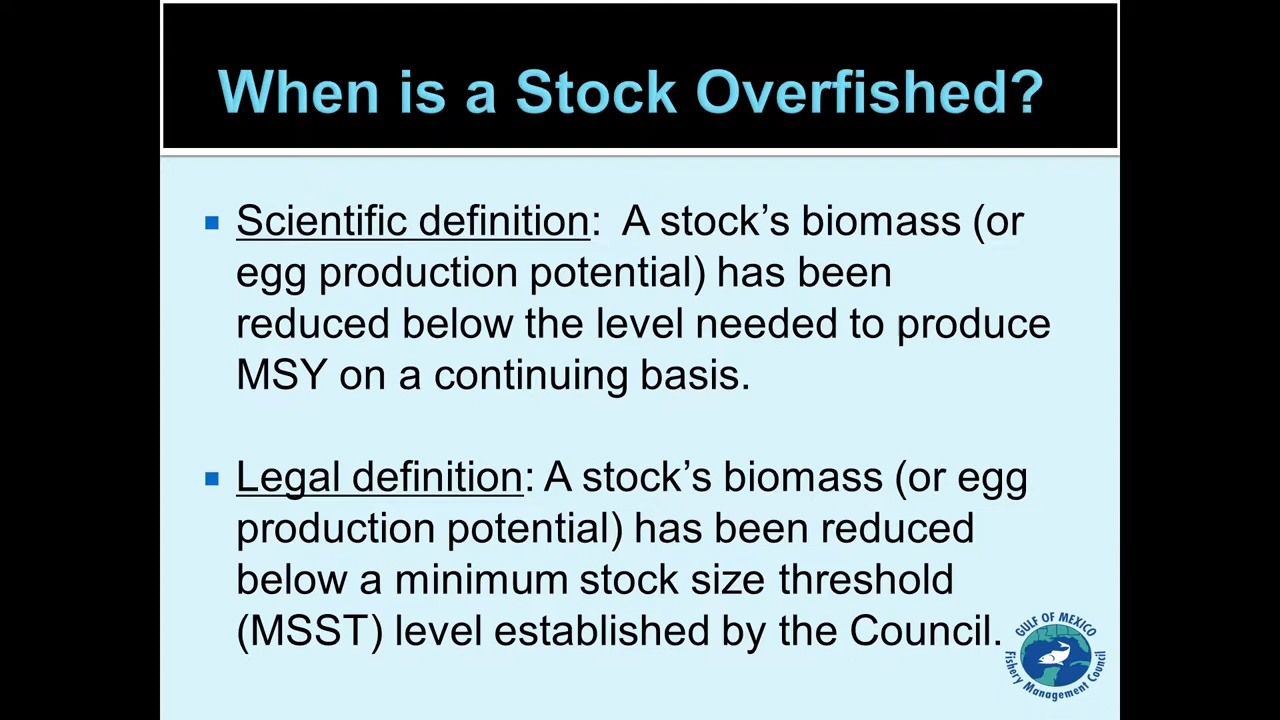 When is a Stock Overfished?
Scientific definition: A stock’s biomass (or
egg production potential) has been
reduced below the level needed to produce
MSY on a continuing basis.
Legal definition: A stock’s biomass (or egg
production potential) has been reduced
below a minimum stock size threshold
(MSST) level established by the Council.
GULF OF MEXICO
Fishery Management Council